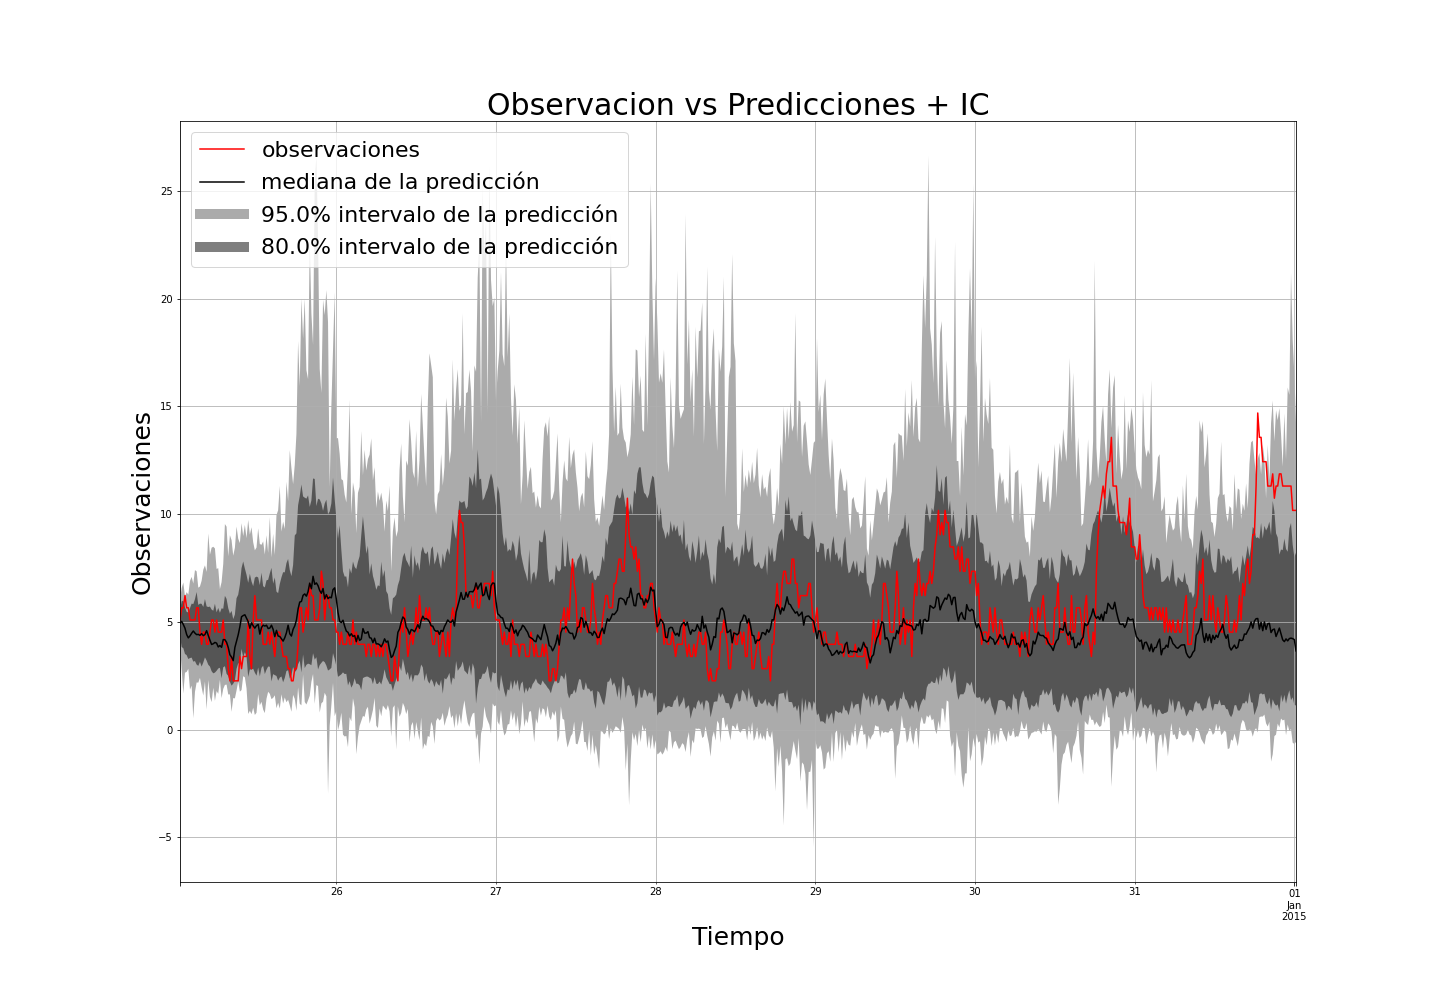 Observacion vs Predicciones + IC
observaciones
mediana de la predicción
95.0% intervalo de la predicción
80.0% intervalo de la predicción
Observaciones
25
20
15
10
5
0
−5
26
27
28
29
30
31
01
Jan
2015
Tiempo